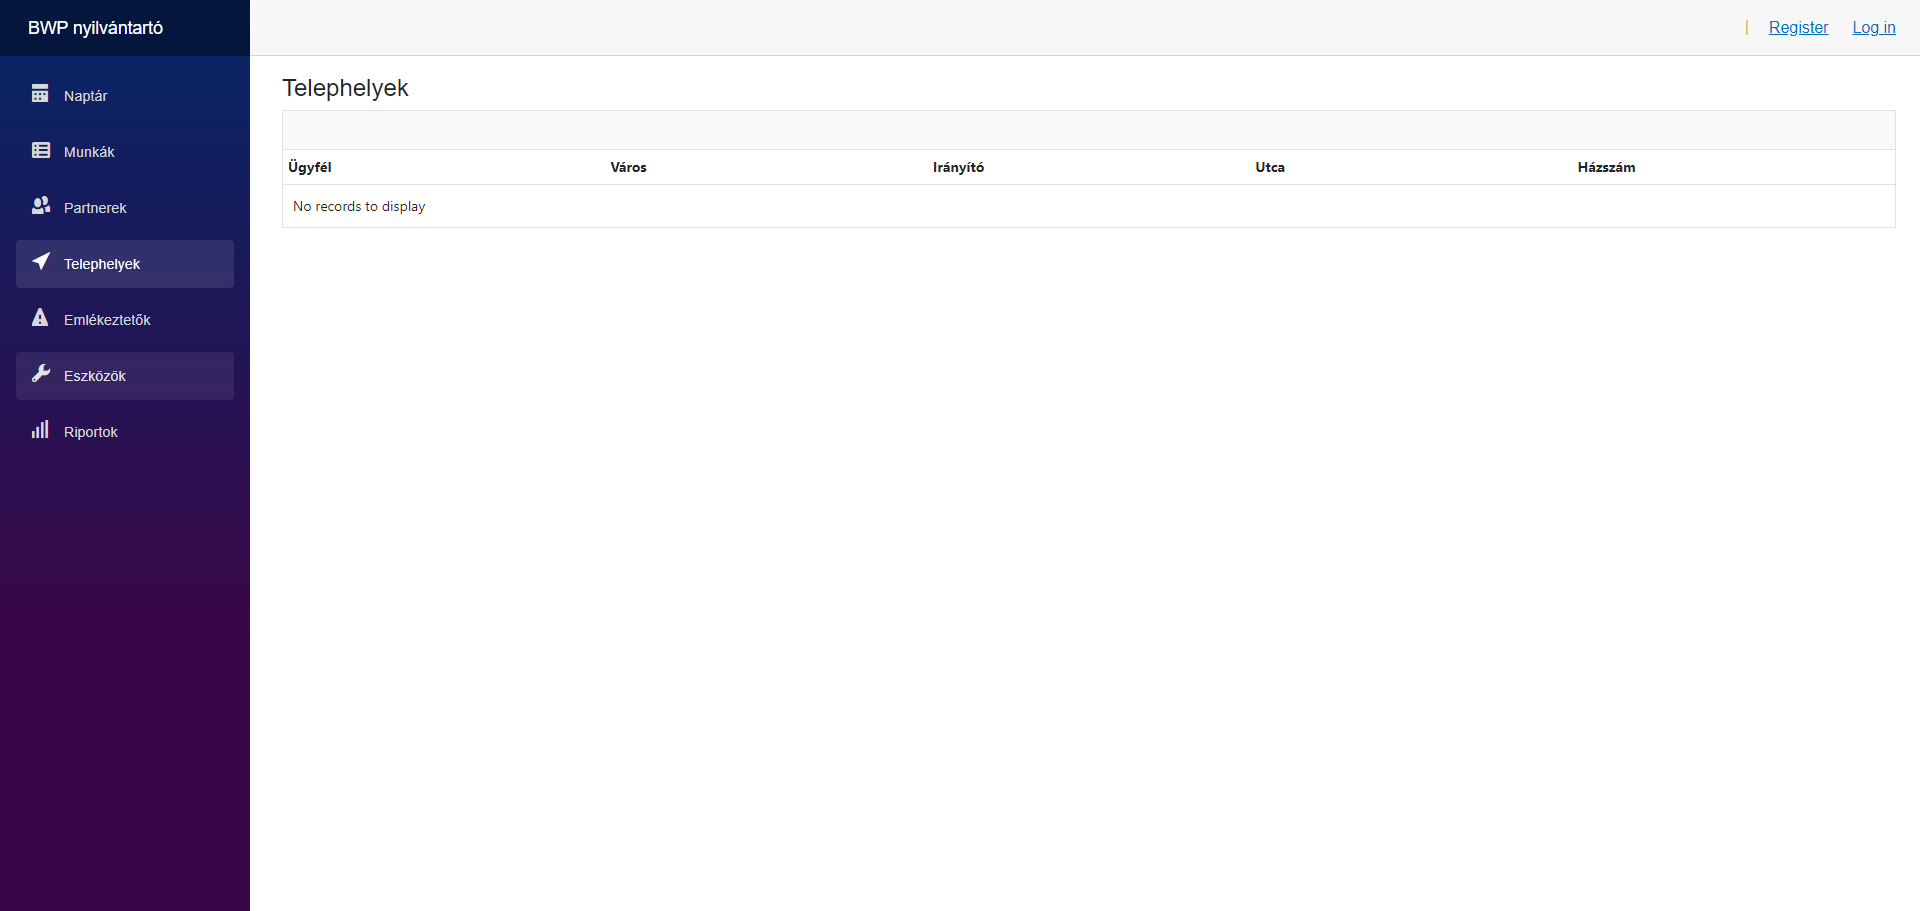 BWP nyilvántartó
| Register Log in
Naptár
Munkák
Partnerek
Telephelyek
Emlékeztetők
Eszközök
Riportok
Telephelyek
Ügyfél Város Irányító Utca Házszám
No records to display